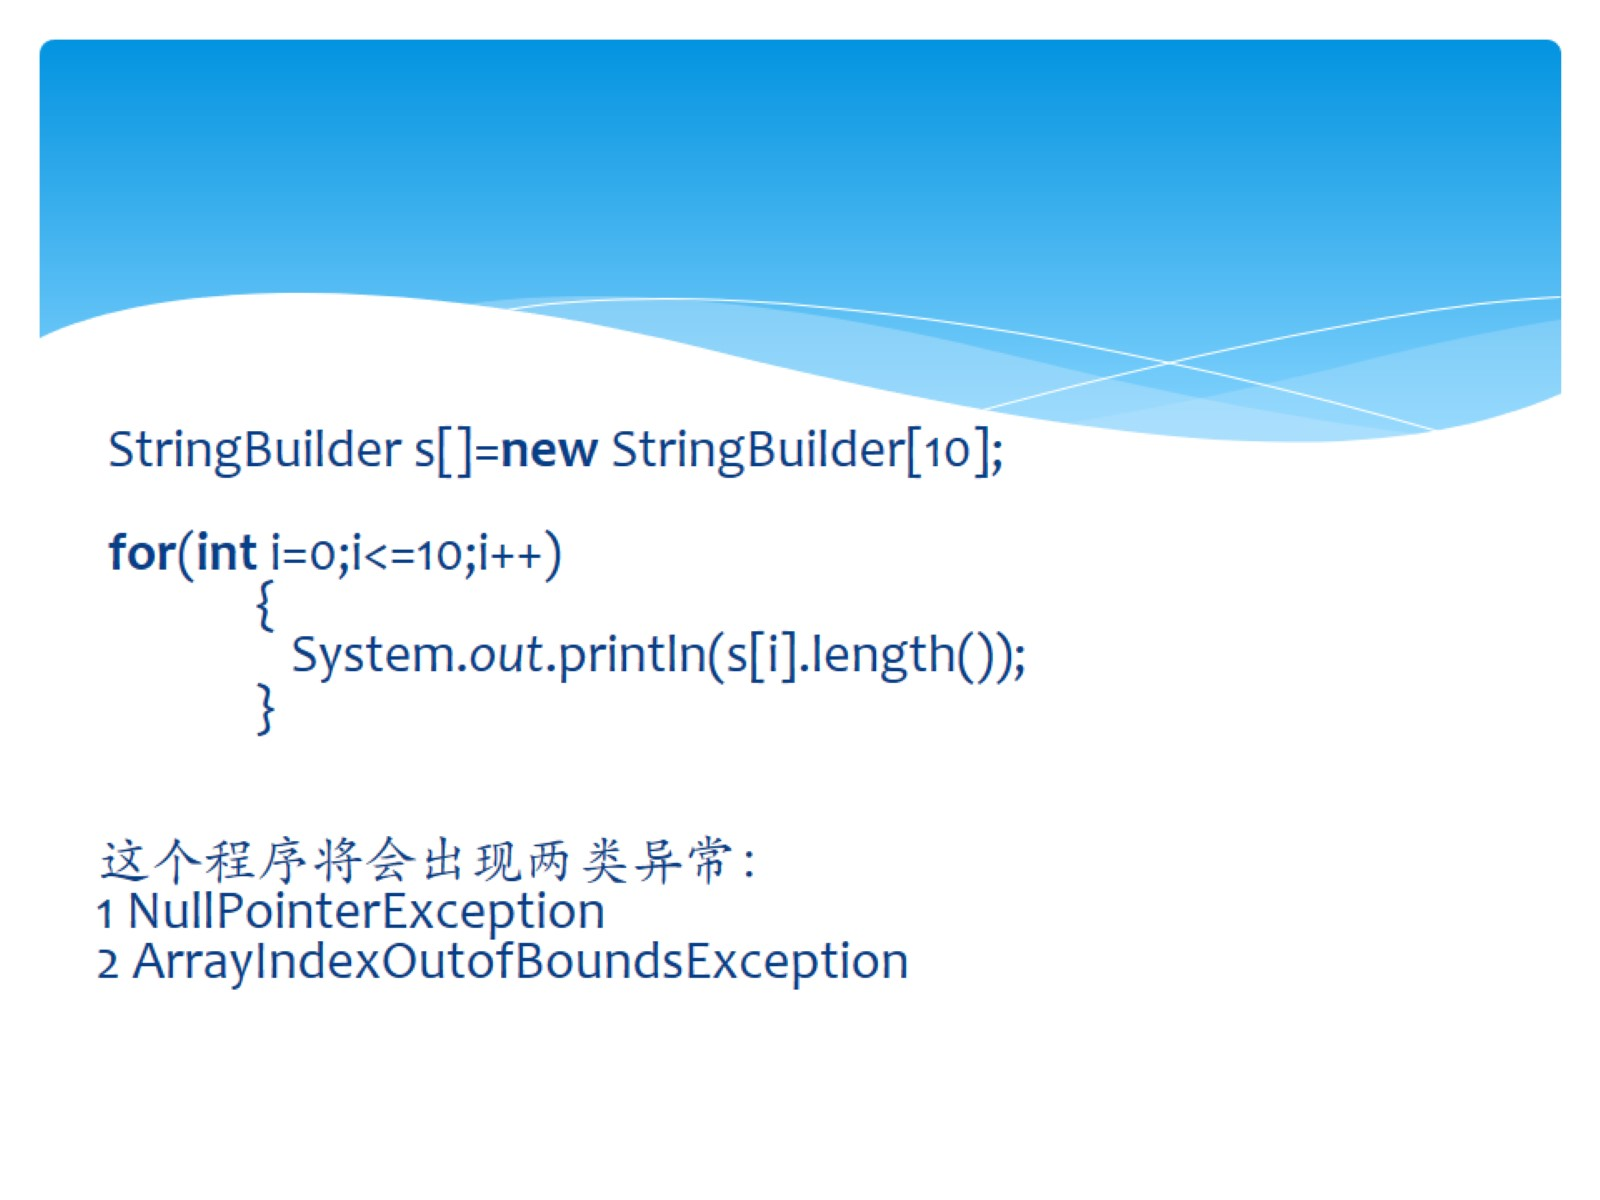 StringBuilder s[]=new StringBuilder[10];
for(int i=0;i<=10;i++)
{
System.out.println(s[i].length());
}
这个程序将会出现两类异常:
1 NullPointerException
2 ArrayIndexOutofBoundsException